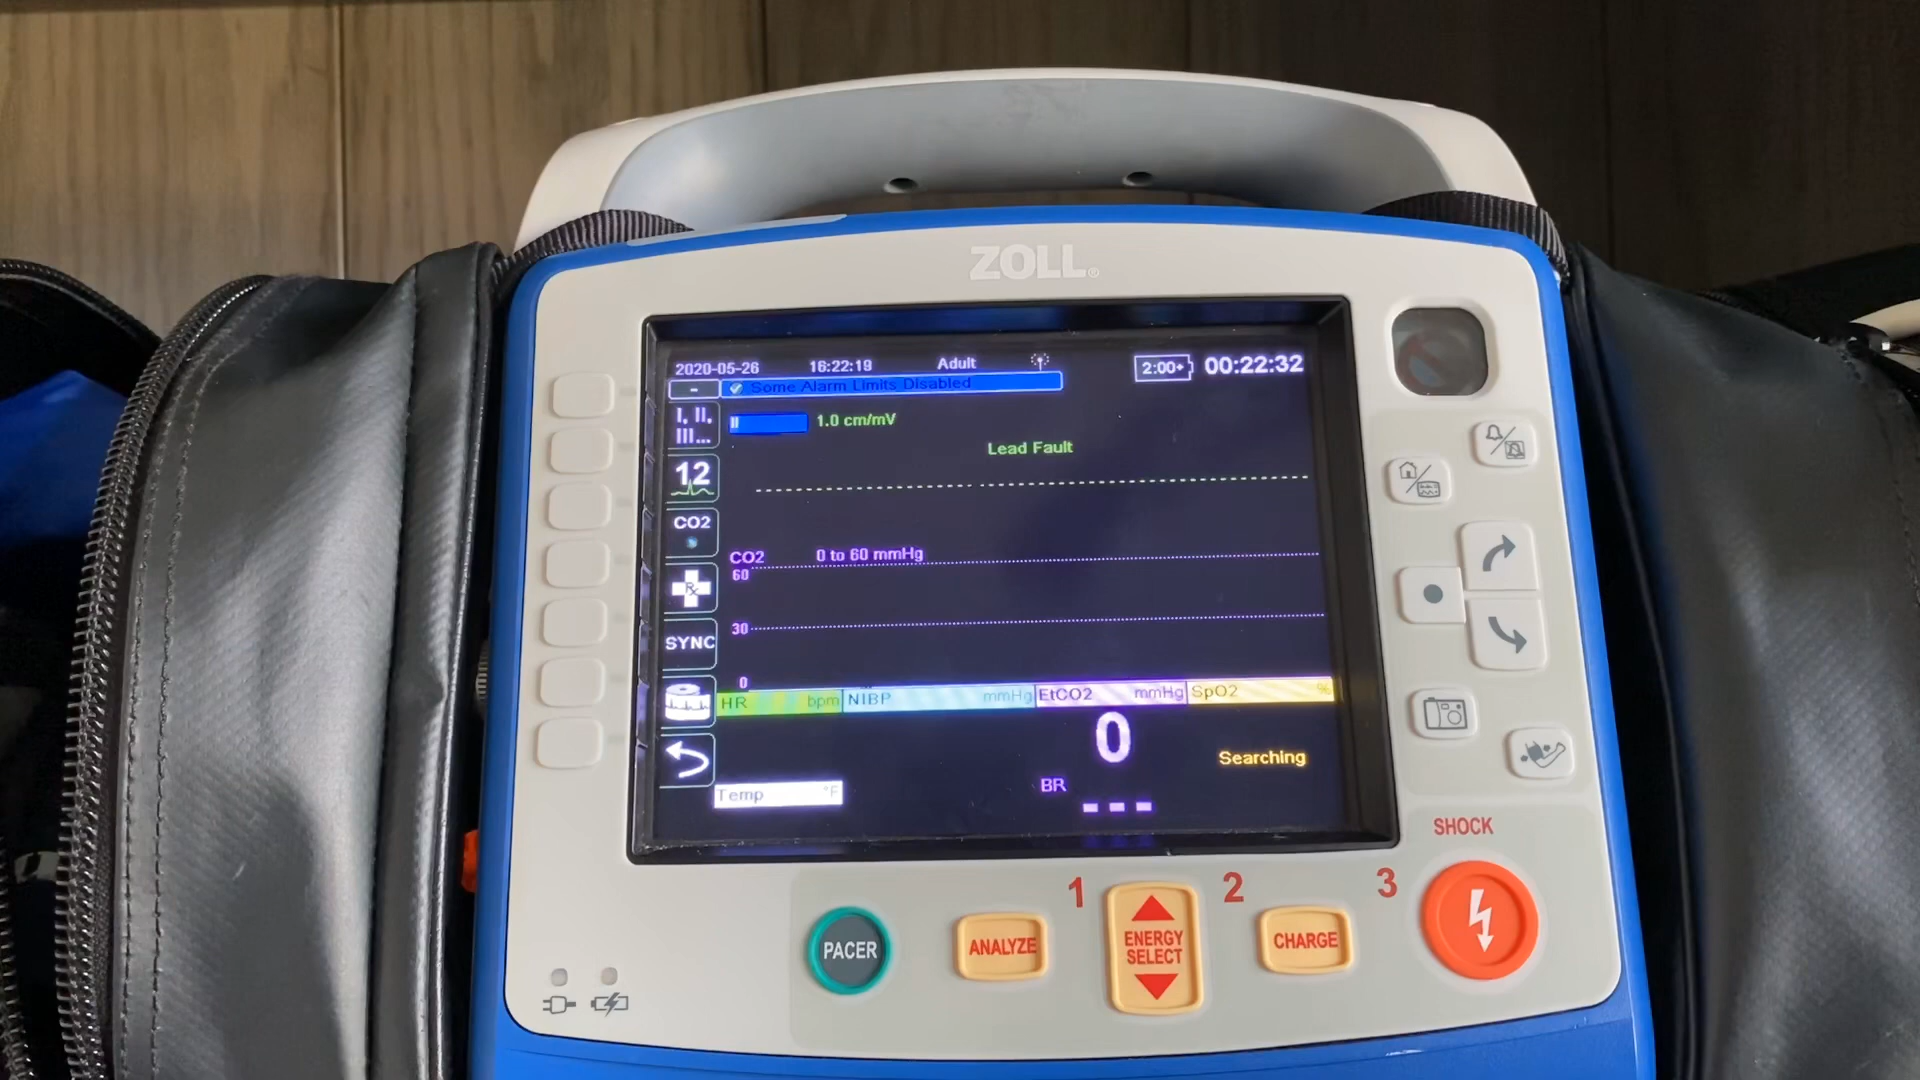 ZOLL®
2020-05-26 16:22:19 Adult 2:00+ 00:22:32
- Some Alarm Limits Disabled
I, II, III... II 1.0 cm/mV
Lead Fault
12
CO2
CO2 0 to 60 mmHg
60
Rx
30
SYNC
0
HR bpm NIBP mmHg EtCO2 mmHg SpO2 %
0
Searching
BR
Temp °F
---
SHOCK
1 2 3
PACER
ANALYZE
ENERGY
SELECT
CHARGE